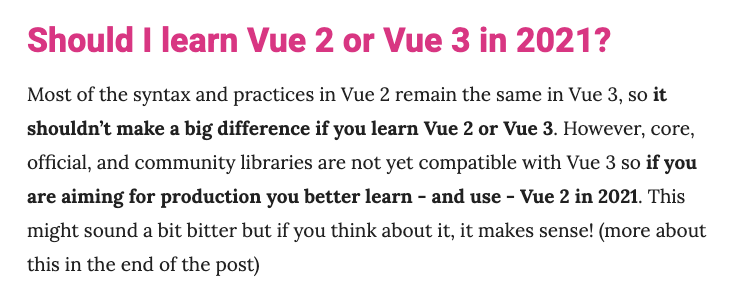 Should I learn Vue 2 or Vue 3 in 2021?
Most of the syntax and practices in Vue 2 remain the same in Vue 3, so it
shouldn’t make a big difference if you learn Vue 2 or Vue 3. However, core,
official, and community libraries are not yet compatible with Vue 3 so if you
are aiming for production you better learn - and use - Vue 2 in 2021. This
might sound a bit bitter but if you think about it, it makes sense! (more about
this in the end of the post)